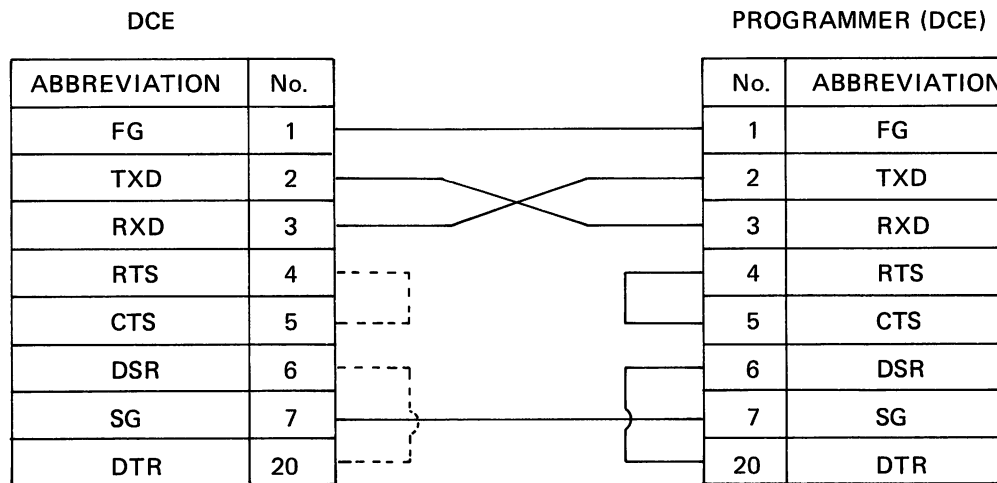 DCE PROGRAMMER (DCE)
ABBREVIATION No. No. ABBREVIATION
FG 1 1 FG
TXD 2 2 TXD
RXD 3 3 RXD
RTS 4 4 RTS
CTS 5 5 CTS
DSR 6 6 DSR
SG 7 7 SG
DTR 20 20 DTR